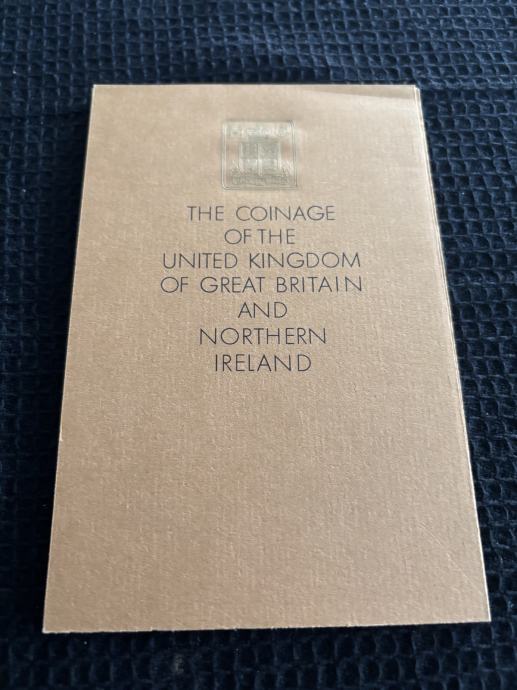 THE COINAGE
OF THE
UNITED KINGDOM
OF GREAT BRITAIN
AND
NORTHERN
IRELAND